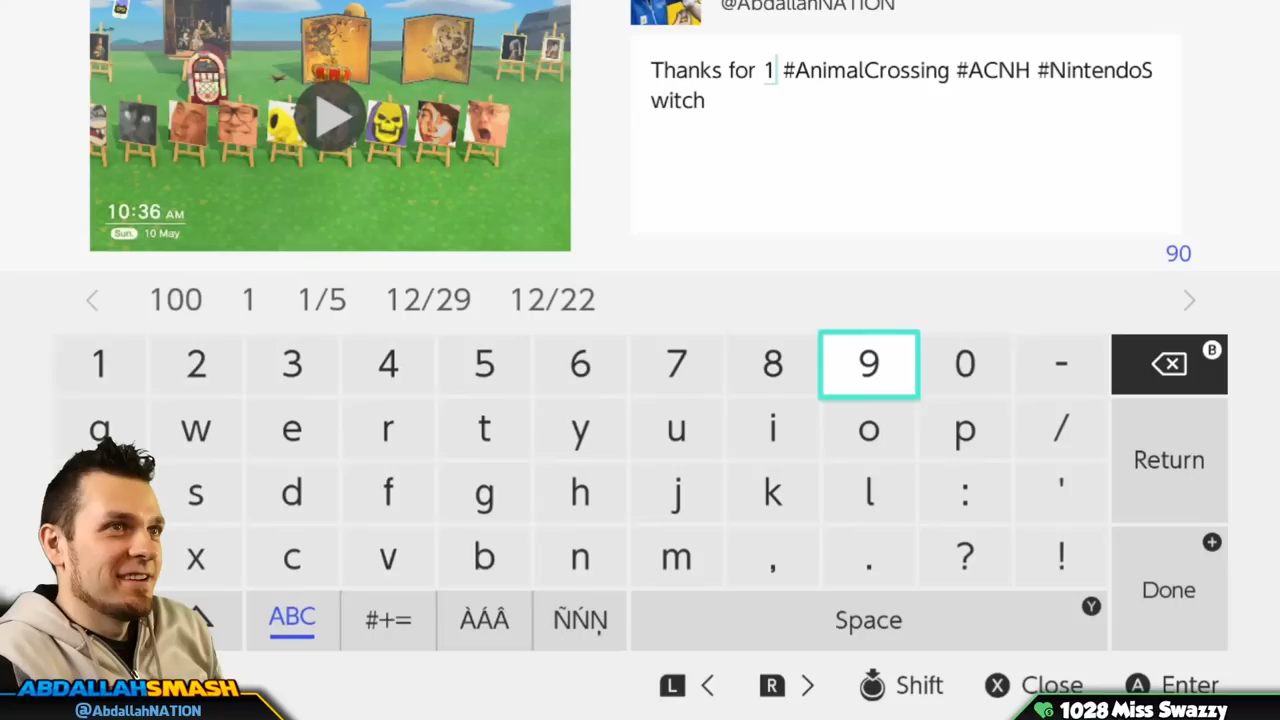 @AbdallahNATION
Thanks for 1 #AnimalCrossing #ACNH #NintendoS
witch
10:36 AM
Sun. 10 May
90
100 1 1/5 12/29 12/22
1 2 3 4 5 6 7 8 9 0 - B
q w e r t y u i o p /
Return
s d f g h j k l : '
x c v b n m , . ? ! +
Done
ABC #+= ÀÁÂ ÑŃŅ Space Y
L R Shift X Close A Enter
ABDALLAHSMASH
@AbdallahNATION
1028 Miss Swazzy